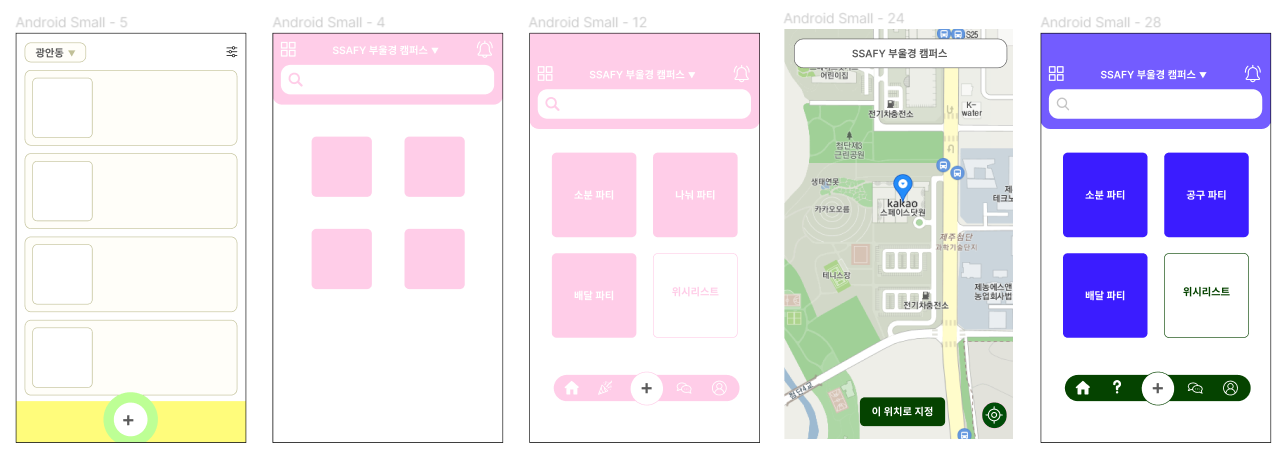 Android Small - 5
광안동 ▼
+
Android Small - 4
SSAFY 부울경 캠퍼스 ▼
Android Small - 12
SSAFY 부울경 캠퍼스 ▼
소분 파티
나눠 파티
배달 파티
위시리스트
+
Android Small - 24
S25
SSAFY 부울경 캠퍼스
어린이집
전기차충전소
K-
water
첨단제3
근린공원
생태연못
카카오오름
kakao
스페이스닷원
제주첨단
과학기술단지
테니스장
제농에스앤
농업회사법
전기차충전소
이 위치로 지정
Android Small - 28
SSAFY 부울경 캠퍼스 ▼
소분 파티
공구 파티
배달 파티
위시리스트
?
+